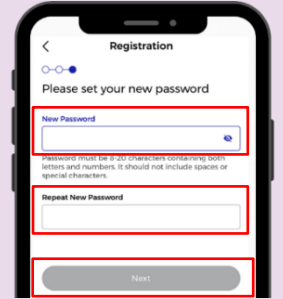 Registration
Please set your new password
New Password
Password must be 8-20 characters containing both
letters and numbers. It should not include spaces or
special characters.
Repeat New Password
Next